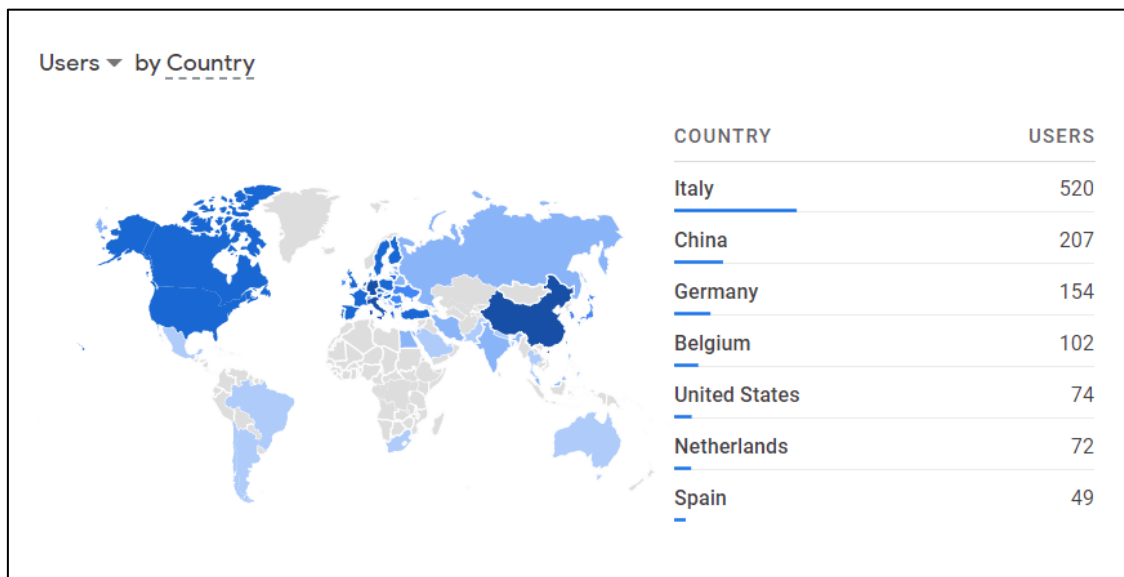 Users by Country
COUNTRY USERS
Italy 520
China 207
Germany 154
Belgium 102
United States 74
Netherlands 72
Spain 49